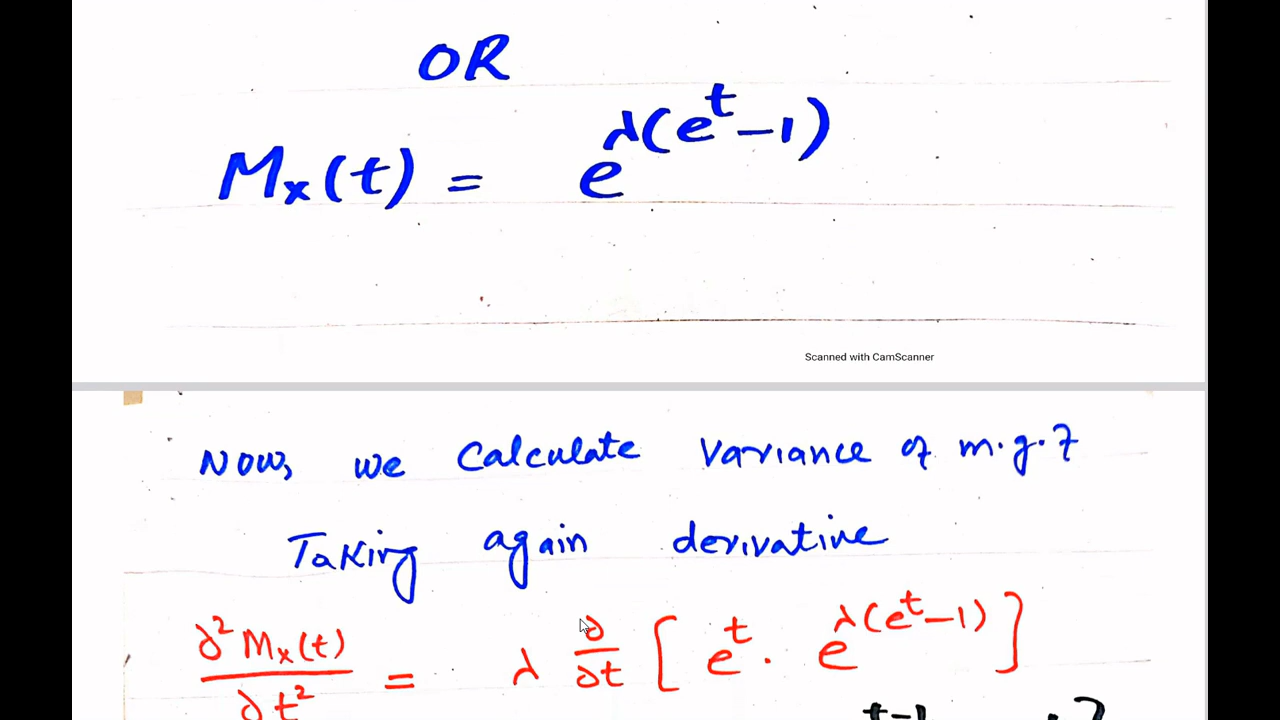 OR
Mₓ(t) = e^{λ(e^t-1)}
Scanned with CamScanner
Now, we Calculate Variance of m.g.f
Taking again derivative
∂²Mₓ(t)/∂t² = λ ∂/∂t [e^t . e^{λ(e^t-1)}]